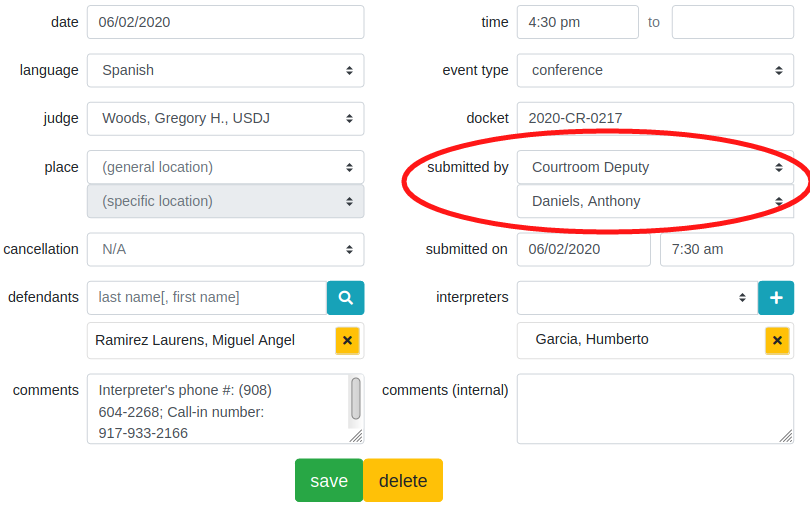 date 06/02/2020 time 4:30 pm to
language Spanish event type conference
judge Woods, Gregory H., USDJ docket 2020-CR-0217
place (general location) submitted by Courtroom Deputy
(specific location) Daniels, Anthony
cancellation N/A submitted on 06/02/2020 7:30 am
defendants last name[, first name] interpreters
Ramirez Laurens, Miguel Angel Garcia, Humberto
comments Interpreter's phone #: (908) comments (internal)
604-2268; Call-in number:
917-933-2166
save delete